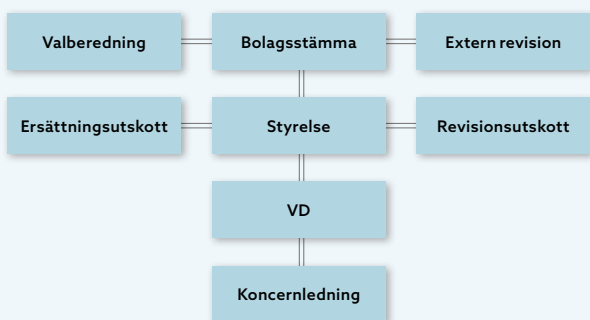 Valberedning
Bolagsstämma
Extern revision
Ersättningsutskott
Styrelse
Revisionsutskott
VD
Koncernledning